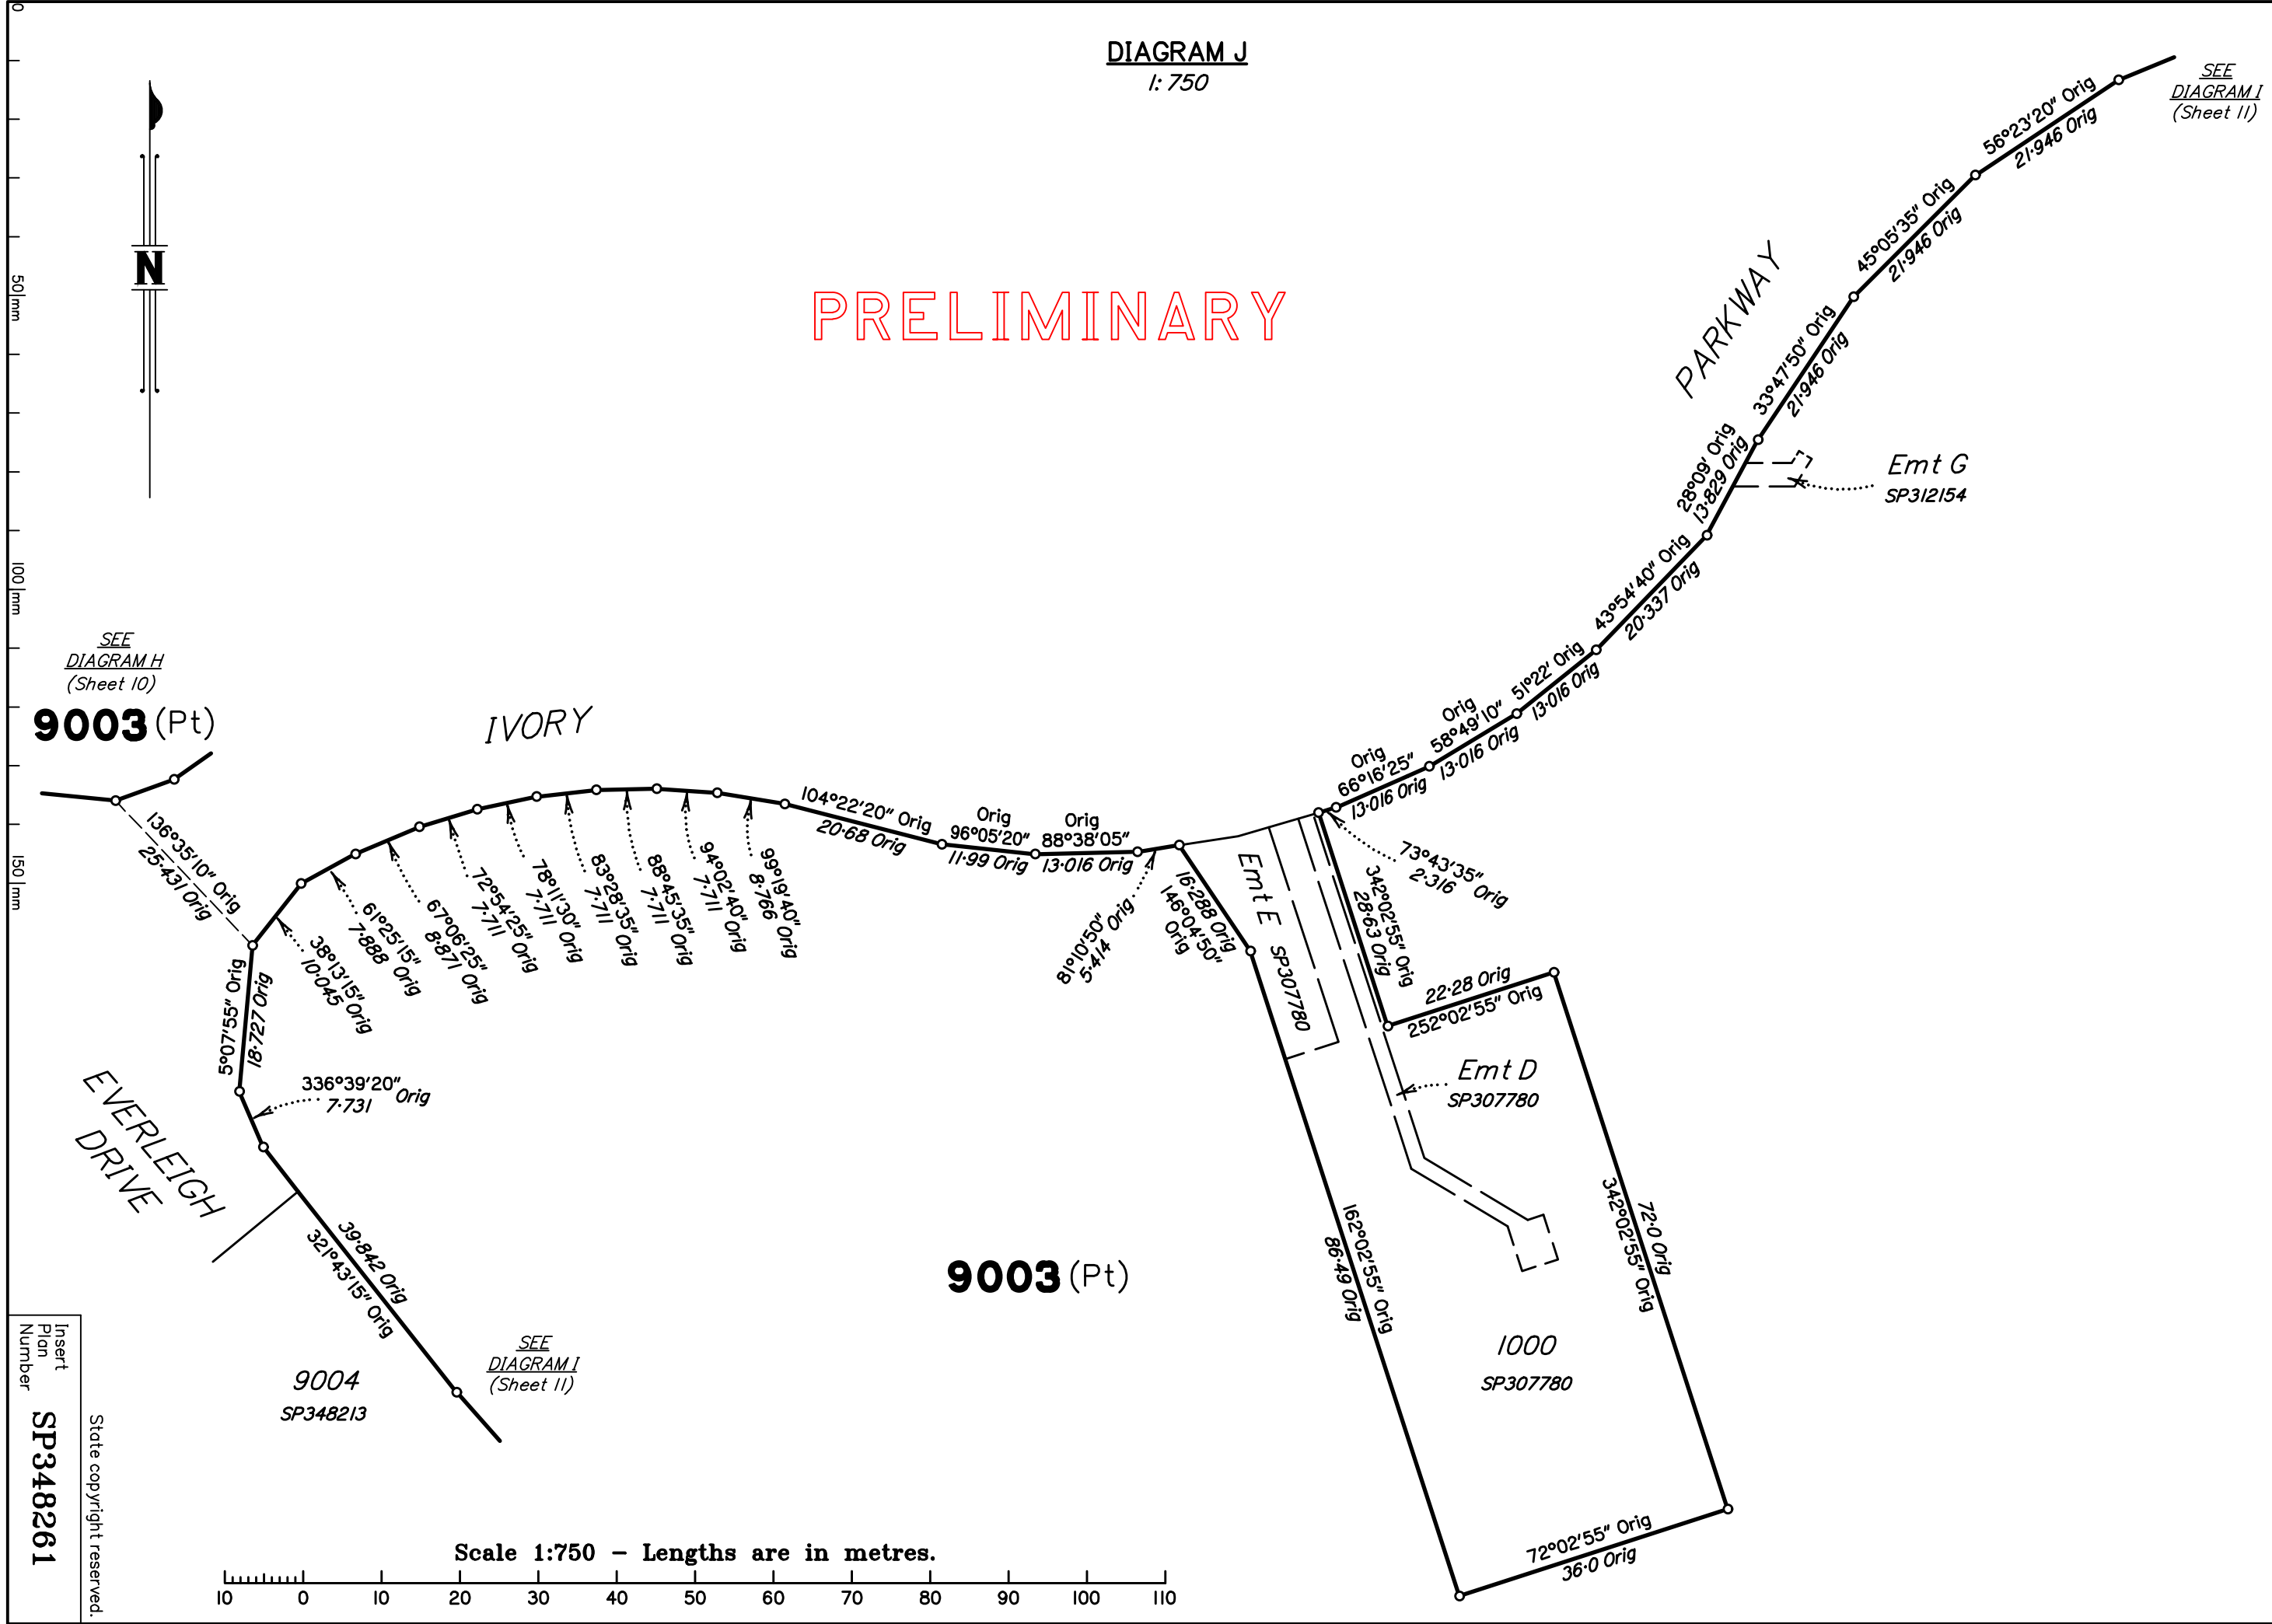 DIAGRAM J
1:750
PRELIMINARY
N
SEE
DIAGRAM I
(Sheet 11)
56°23'20" Orig
21·946 Orig
45°05'35" Orig
21·946 Orig
PARKWAY
33°47'50" Orig
21·946 Orig
28°09' Orig
13·829 Orig
Emt G
SP312154
43°54'40" Orig
20·337 Orig
51°22' Orig
13·016 Orig
Orig
58°49'10"
13·016 Orig
Orig
66°16'25"
13·016 Orig
73°43'35" Orig
2·316
SEE
DIAGRAM H
(Sheet 10)
9003 (Pt)
IVORY
136°35'10" Orig
25·431 Orig
38°13'15" Orig
10·045
61°25'15"
7·888 Orig
67°06'25"
8·871 Orig
72°54'25" Orig
7·711
78°11'30" Orig
7·711
83°28'35" Orig
7·711
88°45'35" Orig
7·711
94°02'40" Orig
7·711
99°19'40" Orig
8·766
104°22'20" Orig
20·68 Orig
Orig
96°05'20"
11·99 Orig
Orig
88°38'05"
13·016 Orig
81°10'50" Orig
5·414
16·288 Orig
146°04'50"
Orig
Emt E SP307780
342°02'55" Orig
28·63 Orig
22·28 Orig
252°02'55" Orig
Emt D
SP307780
5°07'55" Orig
18·727 Orig
336°39'20" Orig
7·731
EVERLEIGH
DRIVE
39·842 Orig
321°43'15" Orig
162°02'55" Orig
86·49 Orig
72·0 Orig
342°02'55" Orig
9003 (Pt)
1000
SP307780
SEE
DIAGRAM I
(Sheet 11)
9004
SP348213
72°02'55" Orig
36·0 Orig
Scale 1:750 – Lengths are in metres.
10 0 10 20 30 40 50 60 70 80 90 100 110
0
50 mm
100 mm
150 mm
State copyright reserved.
Insert
Plan
Number
SP348261